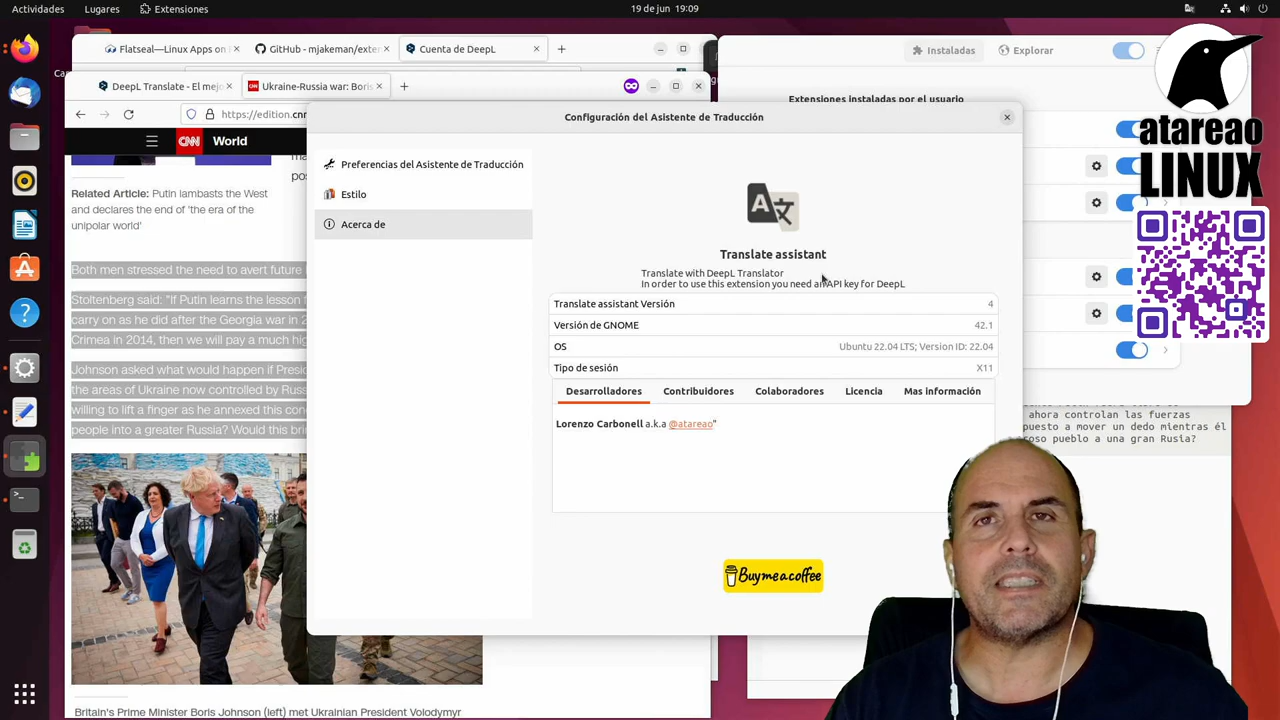 Actividades
Lugares
Extensiones
19 de jun 19:09
Flatseal—Linux Apps on
GitHub - mjakeman/exten
Cuenta de DeepL
DeepL Translate - El mejo
Ukraine-Russia war: Boris
https://edition.cnn
CNN World
Related Article: Putin lambasts the West
and declares the end of 'the era of the
unipolar world'
Both men stressed the need to avert future
Stoltenberg said: "If Putin learns the lesson f
carry on as he did after the Georgia war in 2
Crimea in 2014, then we will pay a much hig
Johnson asked what would happen if Presid
the areas of Ukraine now controlled by Russ
willing to lift a finger as he annexed this con
people into a greater Russia? Would this brin
Britain's Prime Minister Boris Johnson (left) met Ukrainian President Volodymyr
Configuración del Asistente de Traducción
Preferencias del Asistente de Traducción
Estilo
Acerca de
Translate assistant
Translate with DeepL Translator
In order to use this extension you need an API key for DeepL
Translate assistant Versión 4
Versión de GNOME 42.1
OS Ubuntu 22.04 LTS; Version ID: 22.04
Tipo de sesión X11
Desarrolladores
Contribuidores
Colaboradores
Licencia
Mas información
Lorenzo Carbonell a.k.a @atareao"
Buy me a coffee
Instaladas
Explorar
Extensiones instaladas por el usuario
ahora controlan las fuerzas
puesto a mover un dedo mientras él
roso pueblo a una gran Rusia?
atareao
LINUX